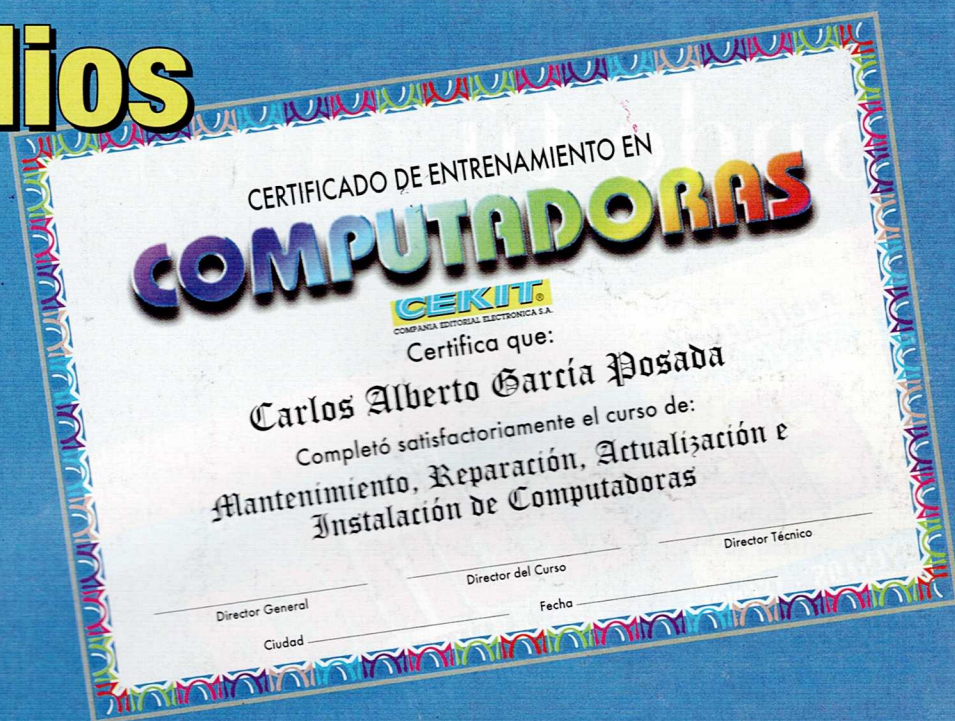 lios
CERTIFICADO DE ENTRENAMIENTO EN
COMPUTADORAS
CEKIT®
COMPAÑIA EDITORIAL ELECTRONICA S.A.
Certifica que:
Carlos Alberto García Posada
Completó satisfactoriamente el curso de:
Mantenimiento, Reparación, Actualización e
Instalación de Computadoras
Director General
Director del Curso
Director Técnico
Ciudad
Fecha